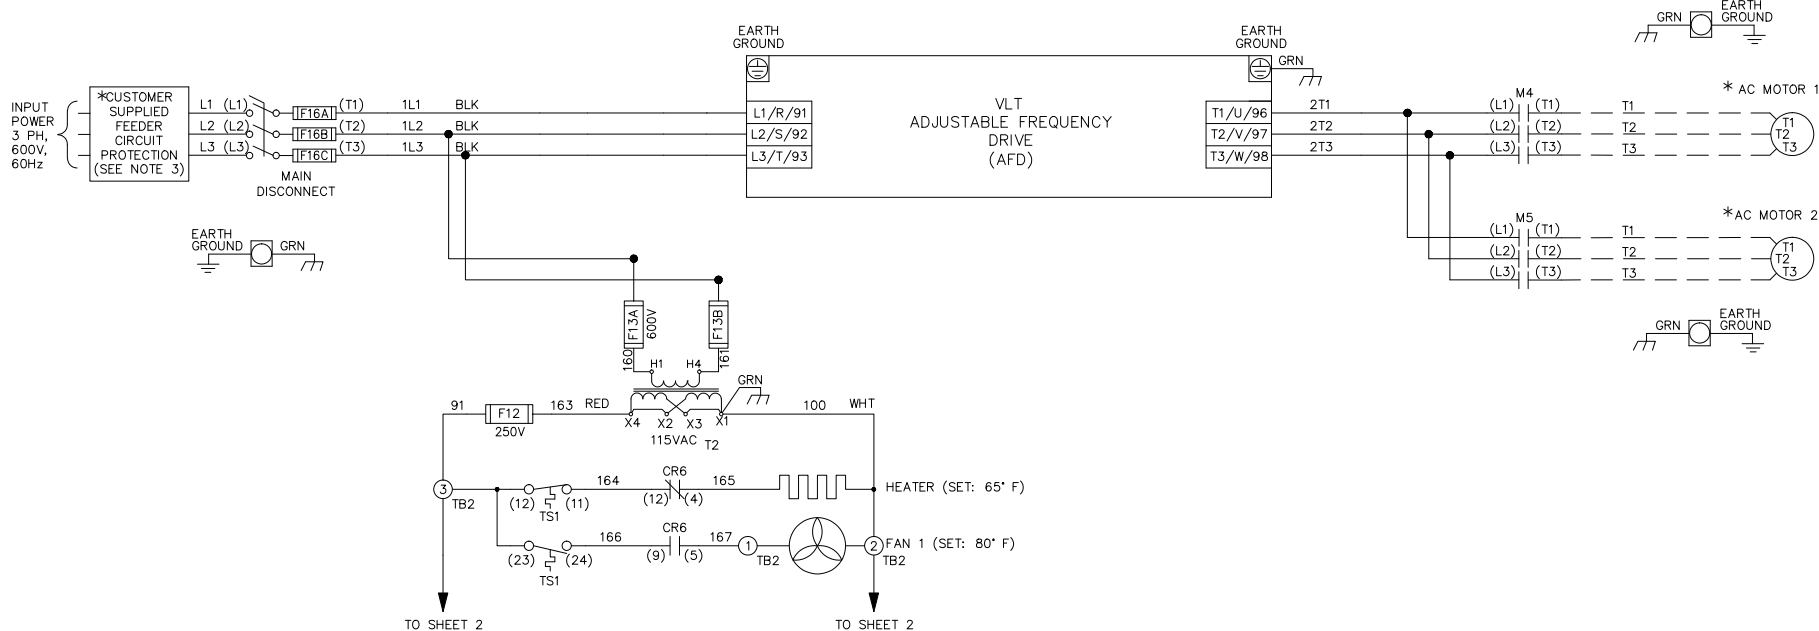 INPUT
POWER
3 PH,
600V,
60Hz
*CUSTOMER
SUPPLIED
FEEDER
CIRCUIT
PROTECTION
(SEE NOTE 3)
L1 (L1) F16A (T1) 1L1 BLK
L2 (L2) F16B (T2) 1L2 BLK
L3 (L3) F16C (T3) 1L3 BLK
MAIN
DISCONNECT
EARTH
GROUND GRN
EARTH
GROUND
L1/R/91
L2/S/92
L3/T/93
VLT
ADJUSTABLE FREQUENCY
DRIVE
(AFD)
EARTH
GROUND
GRN
T1/U/96
T2/V/97
T3/W/98
2T1
2T2
2T3
GRN EARTH
GROUND
M4
(L1) (T1) T1
(L2) (T2) T2
(L3) (T3) T3
* AC MOTOR 1
T1
T2
T3
M5
(L1) (T1) T1
(L2) (T2) T2
(L3) (T3) T3
*AC MOTOR 2
T1
T2
T3
GRN EARTH
GROUND
F13A
600V
F13B
160
161
H1 H4
GRN
91 F12 163 RED
250V
X4 X2 X3 X1
115VAC T2
100 WHT
3
TB2
(12) (11)
TS1
164
CR6
(12) (4)
165
HEATER (SET: 65° F)
(23) (24)
TS1
166
CR6
(9) (5)
167
1
TB2
2
TB2
FAN 1 (SET: 80° F)
TO SHEET 2
TO SHEET 2